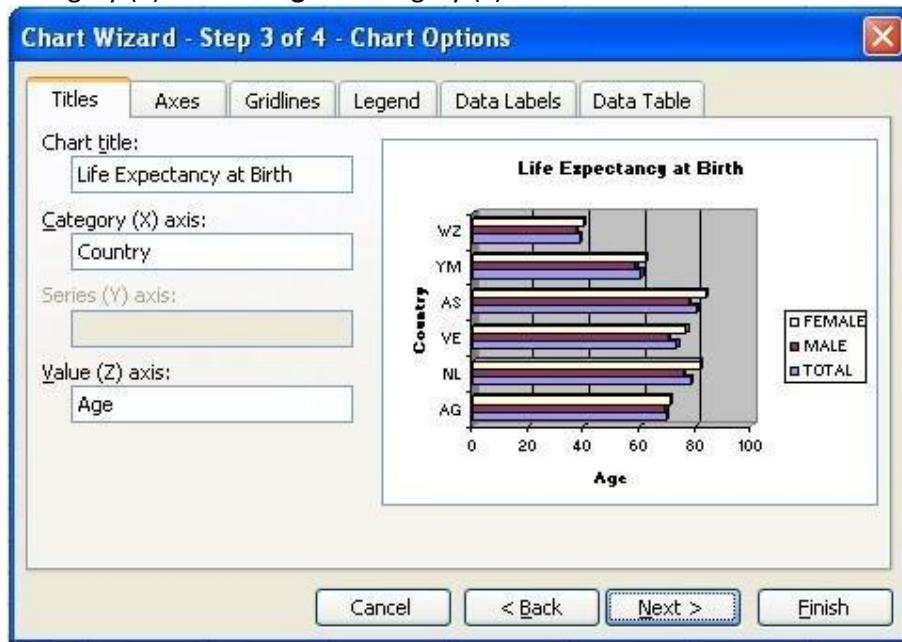 Chart Wizard - Step 3 of 4 - Chart Options
Titles Axes Gridlines Legend Data Labels Data Table
Chart title:
Life Expectancy at Birth
Category (X) axis:
Country
Series (Y) axis:
Value (Z) axis:
Age
Life Expectancy at Birth
Country
WZ
YM
AS
VE
NL
AG
0 20 40 60 80 100
Age
FEMALE
MALE
TOTAL
Cancel < Back Next > Finish